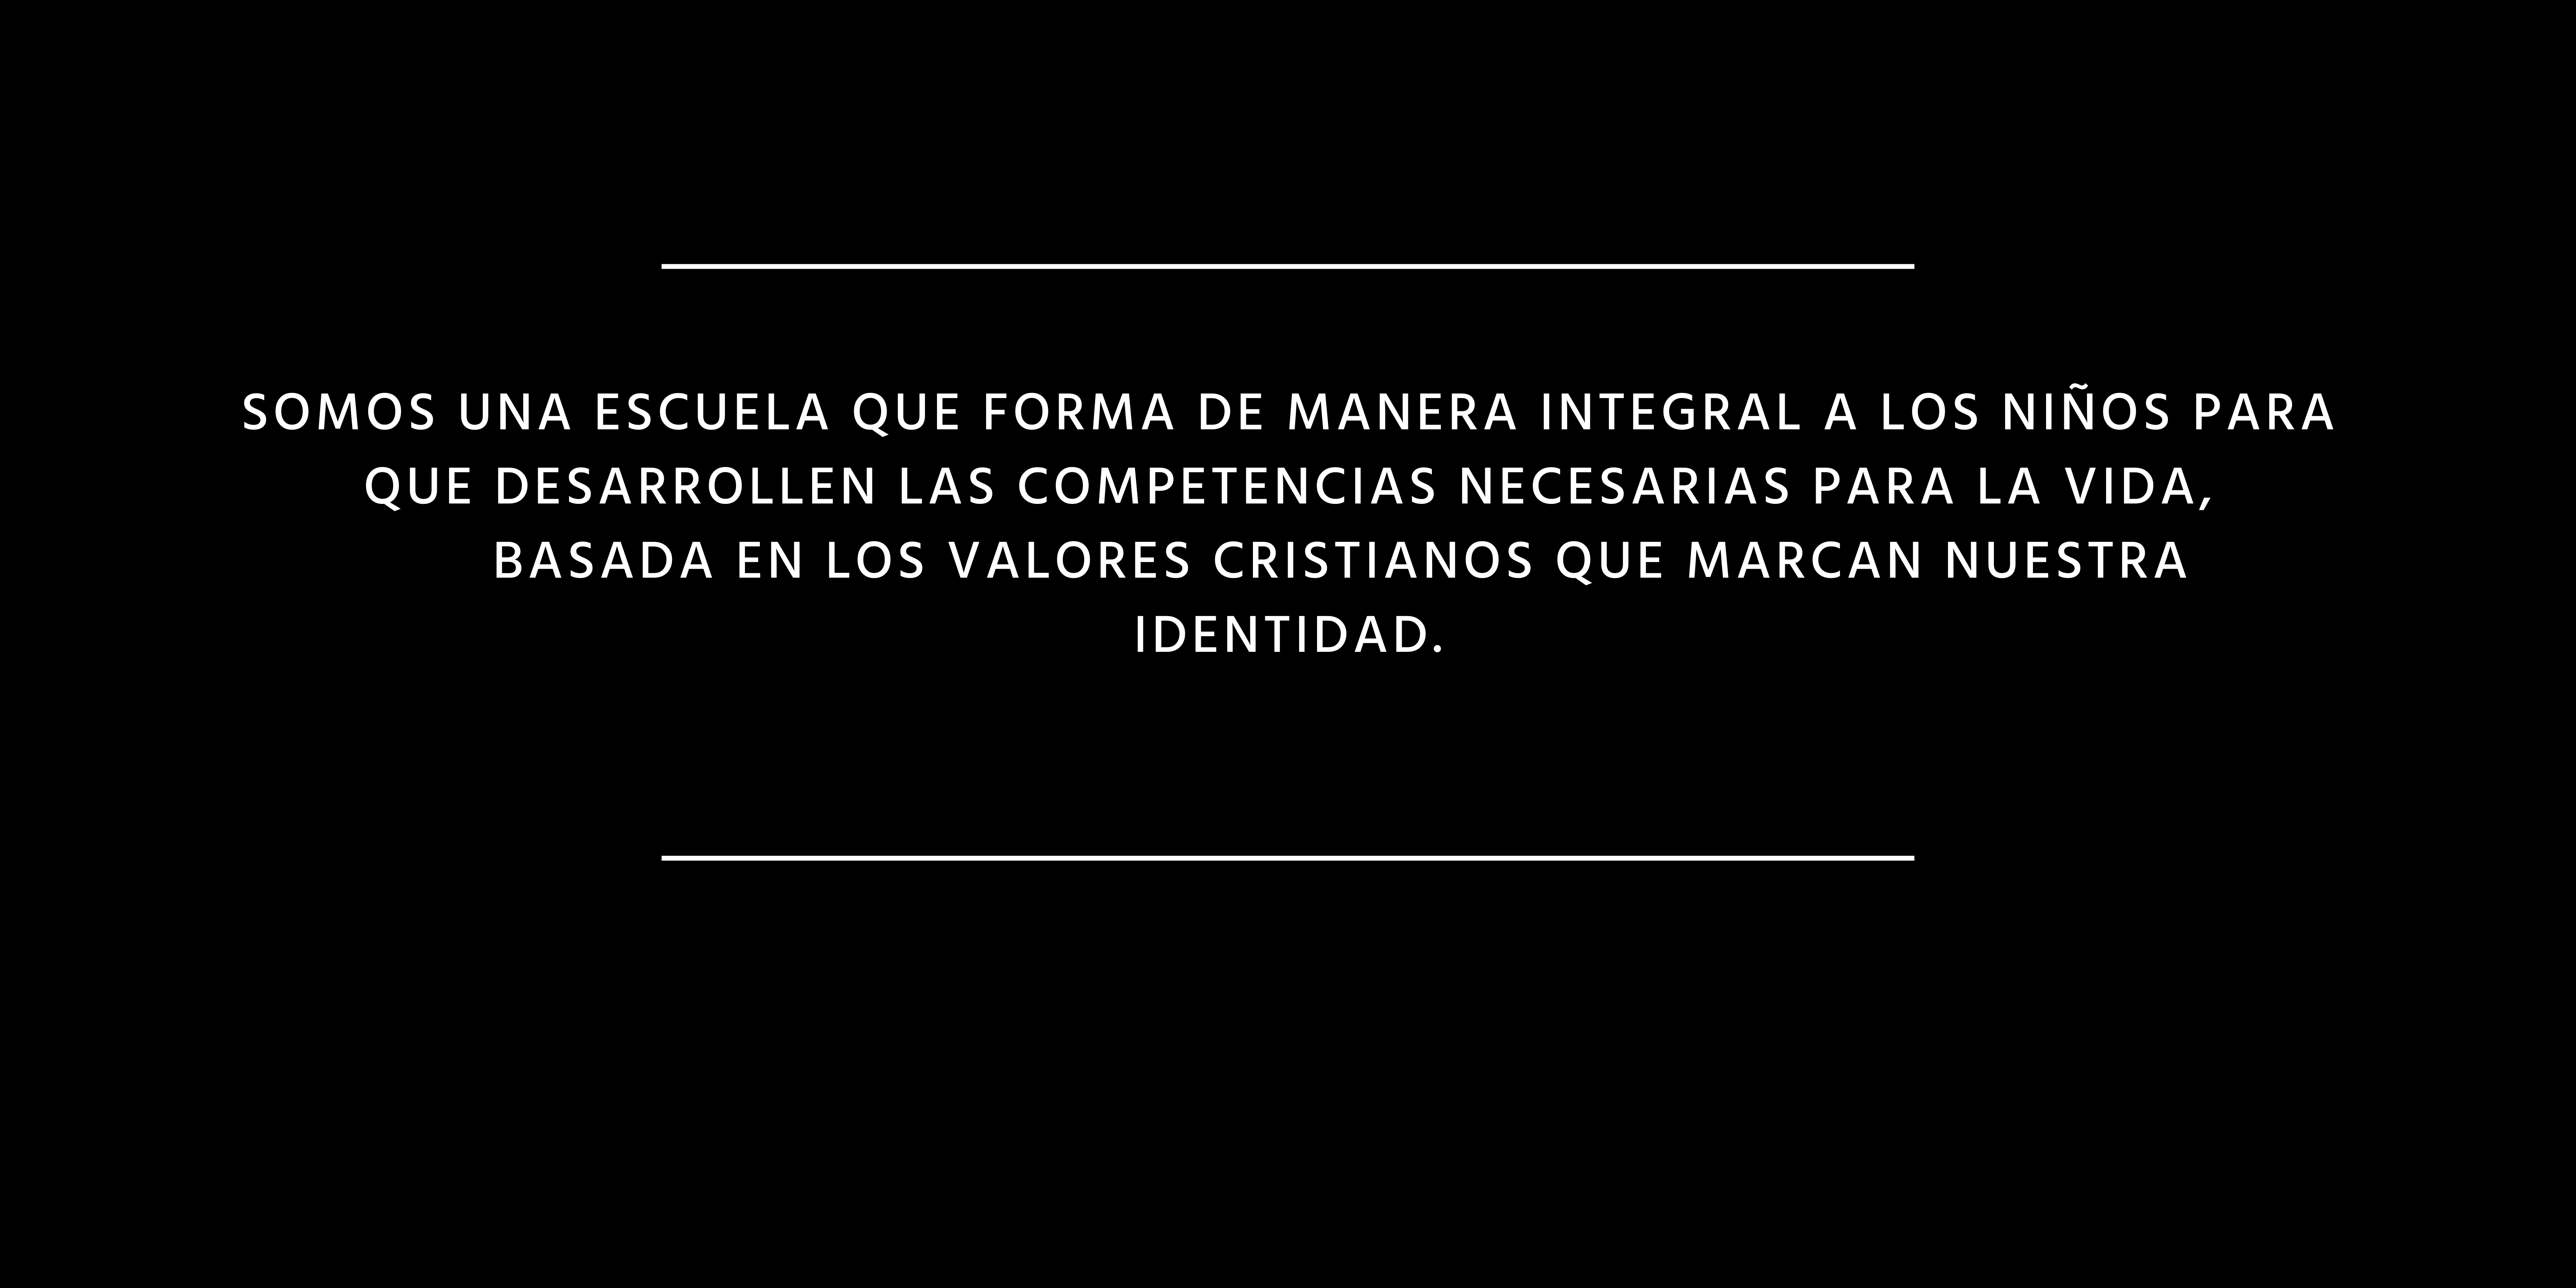 SOMOS UNA ESCUELA QUE FORMA DE MANERA INTEGRAL A LOS NIÑOS PARA
QUE DESARROLLEN LAS COMPETENCIAS NECESARIAS PARA LA VIDA,
BASADA EN LOS VALORES CRISTIANOS QUE MARCAN NUESTRA
IDENTIDAD.